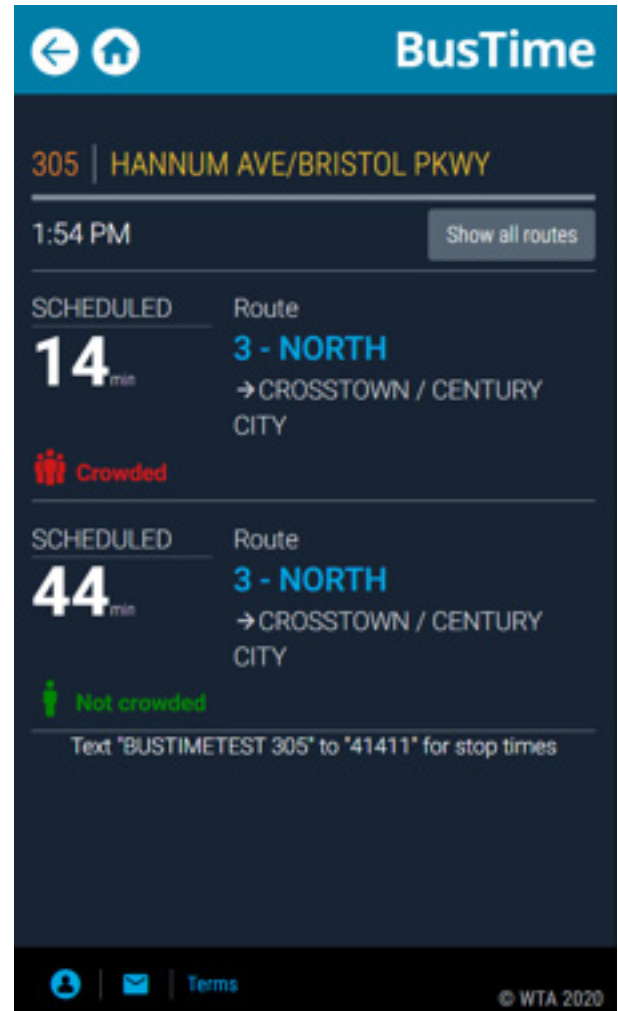 BusTime
305 | HANNUM AVE/BRISTOL PKWY
1:54 PM
Show all routes
SCHEDULED
14 min
Route
3 - NORTH
→CROSSTOWN / CENTURY
CITY
Crowded
SCHEDULED
44 min
Route
3 - NORTH
→CROSSTOWN / CENTURY
CITY
Not crowded
Text "BUSTIMETEST 305" to "41411" for stop times
Terms
© WTA 2020